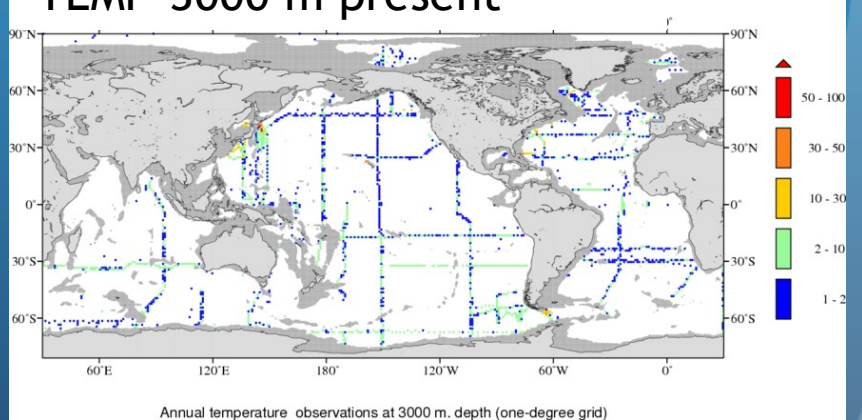 TEMP 3000 m present
0°
90°N
90°N
60°N
60°N
50 - 100
30°N
30°N
30 - 50
10 - 30
0°
0°
2 - 10
30°S
30°S
1 - 2
60°S
60°S
60°E
120°E
180°
120°W
60°W
0°
Annual temperature observations at 3000 m. depth (one-degree grid)